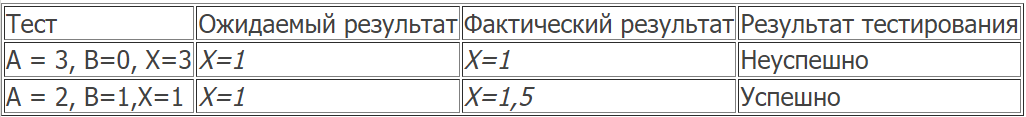 Тест Ожидаемый результат Фактический результат Результат тестирования
A = 3, B=0, X=3 X=1 X=1 Неуспешно
A = 2, B=1,X=1 X=1 X=1,5 Успешно